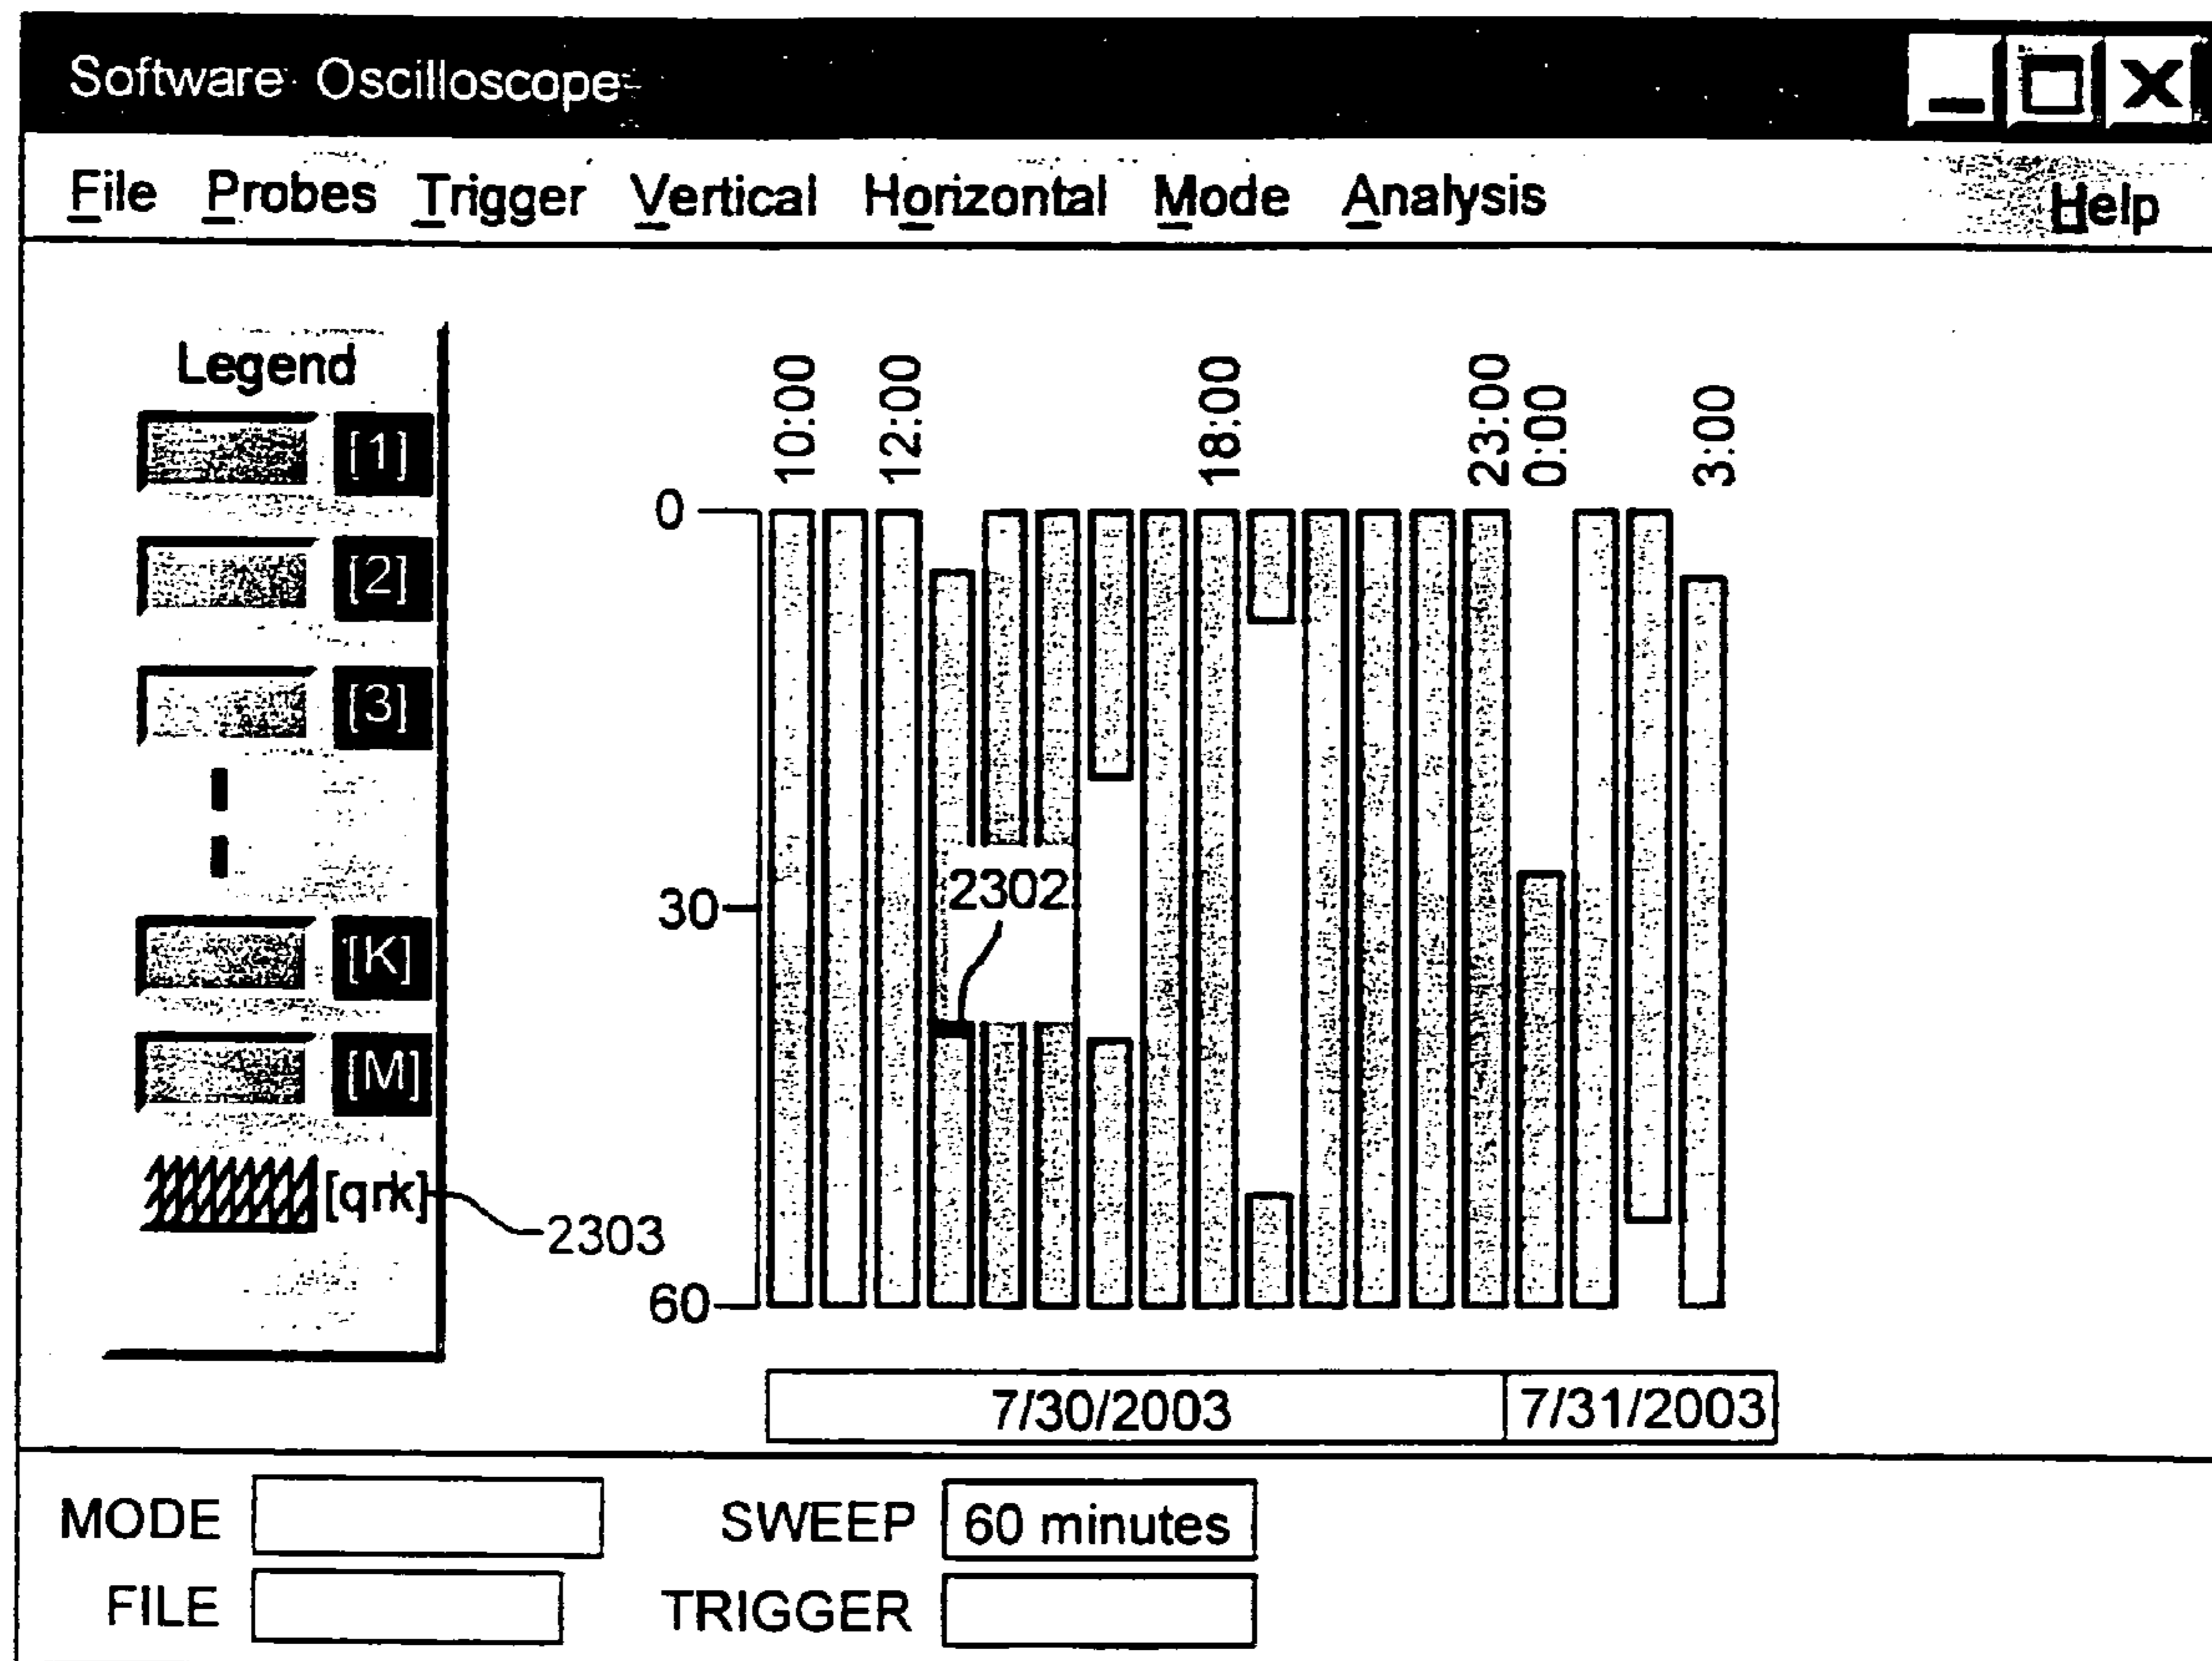 Software Oscilloscope
File Probes Trigger Vertical Horizontal Mode Analysis Help
Legend
[1]
[2]
[3]
[K]
[M]
[qrk]
2303
10:00 12:00 18:00 23:00 0:00 3:00
0
30
60
2302
7/30/2003 7/31/2003
MODE SWEEP 60 minutes
FILE TRIGGER